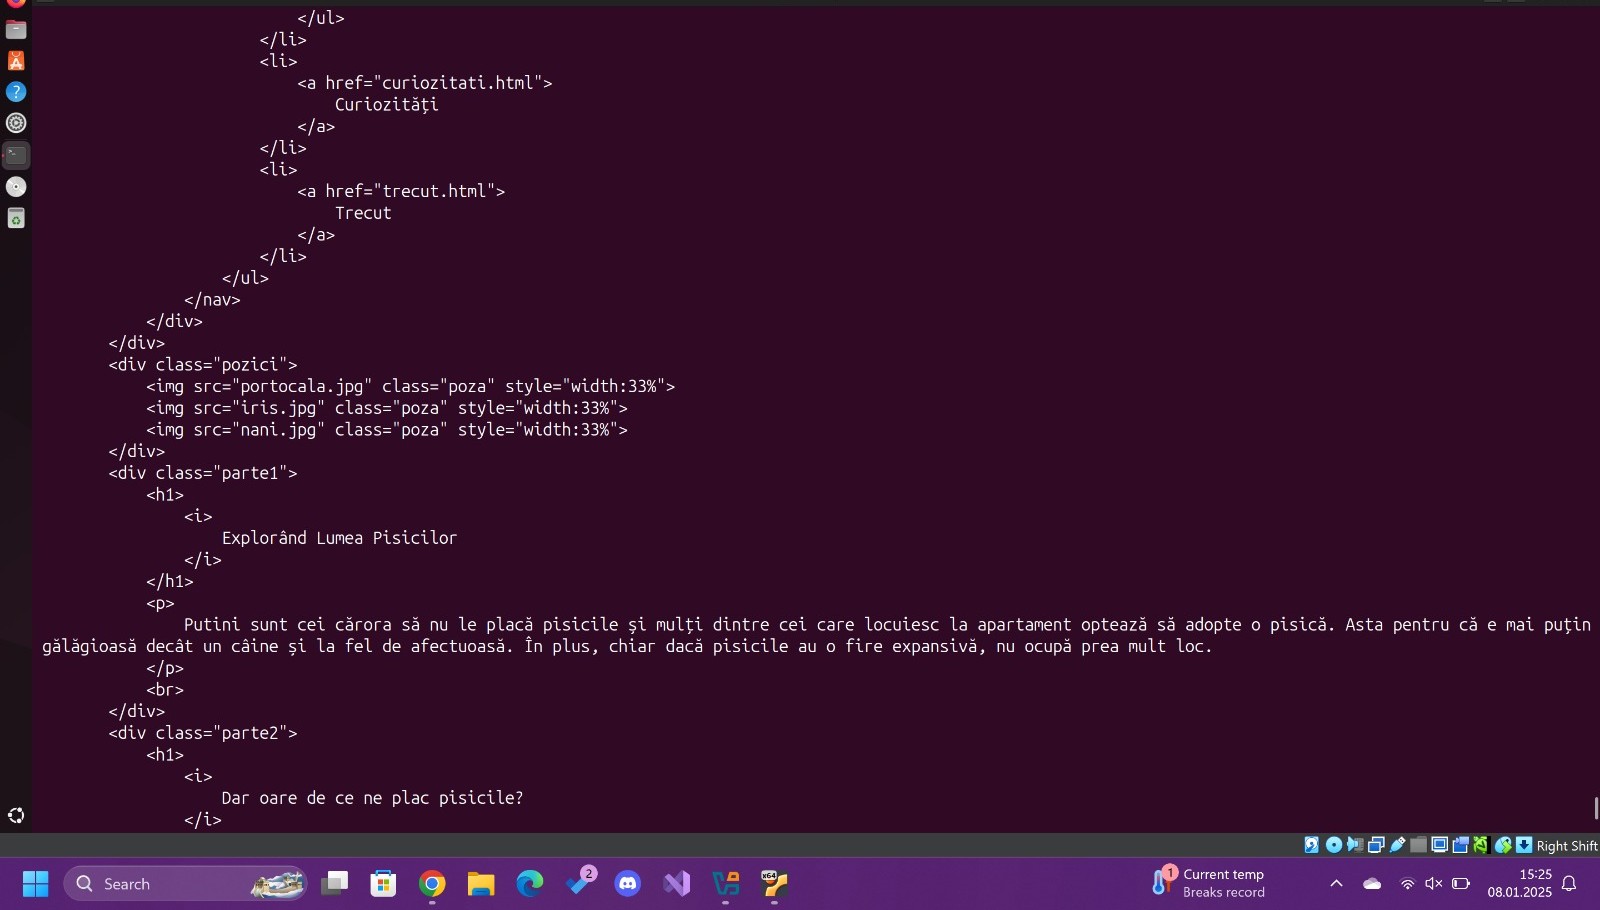 </ul>
</li>
<li>
<a href="curiozitati.html">
Curiozități
</a>
</li>
<li>
<a href="trecut.html">
Trecut
</a>
</li>
</ul>
</nav>
</div>
</div>
<div class="pozici">
<img src="portocala.jpg" class="poza" style="width:33%">
<img src="iris.jpg" class="poza" style="width:33%">
<img src="nani.jpg" class="poza" style="width:33%">
</div>
<div class="parte1">
<h1>
<i>
Explorând Lumea Pisicilor
</i>
</h1>
<p>
Putini sunt cei cărora să nu le placă pisicile și mulți dintre cei care locuiesc la apartament optează să adopte o pisică. Asta pentru că e mai puțin
gălăgioasă decât un câine și la fel de afectuoasă. În plus, chiar dacă pisicile au o fire expansivă, nu ocupă prea mult loc.
</p>
<br>
</div>
<div class="parte2">
<h1>
<i>
Dar oare de ce ne plac pisicile?
</i>
Right Shift
Search
2
X64
1
Current temp
Breaks record
15:25
08.01.2025